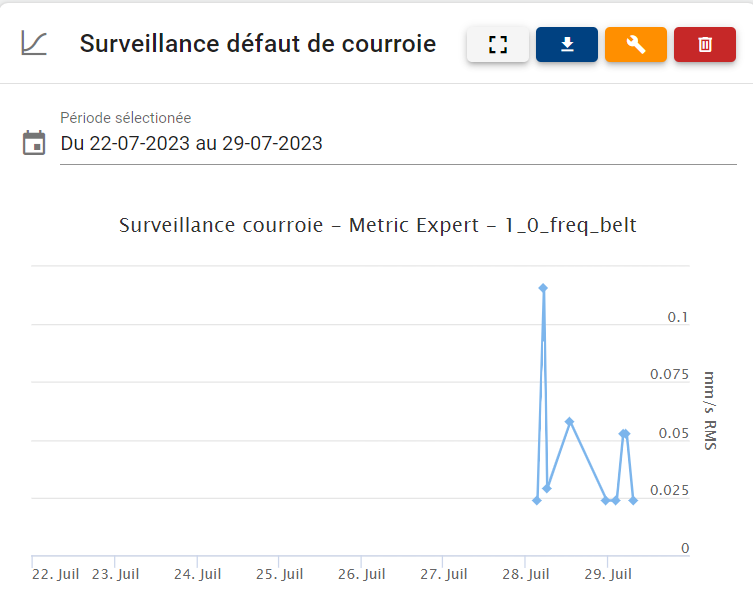 Surveillance défaut de courroie
Période sélectionée
Du 22-07-2023 au 29-07-2023
Surveillance courroie – Metric Expert – 1_0_freq_belt
0.1
0.075
0.05
0.025
0
mm/s RMS
22. Juil 23. Juil 24. Juil 25. Juil 26. Juil 27. Juil 28. Juil 29. Juil